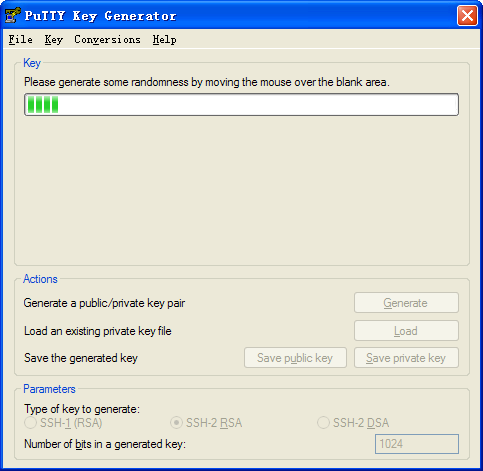 PuTTY Key Generator
File Key Conversions Help
Key
Please generate some randomness by moving the mouse over the blank area.
Actions
Generate a public/private key pair
Generate
Load an existing private key file
Load
Save the generated key
Save public key
Save private key
Parameters
Type of key to generate:
SSH-1 (RSA)
SSH-2 RSA
SSH-2 DSA
Number of bits in a generated key:
1024